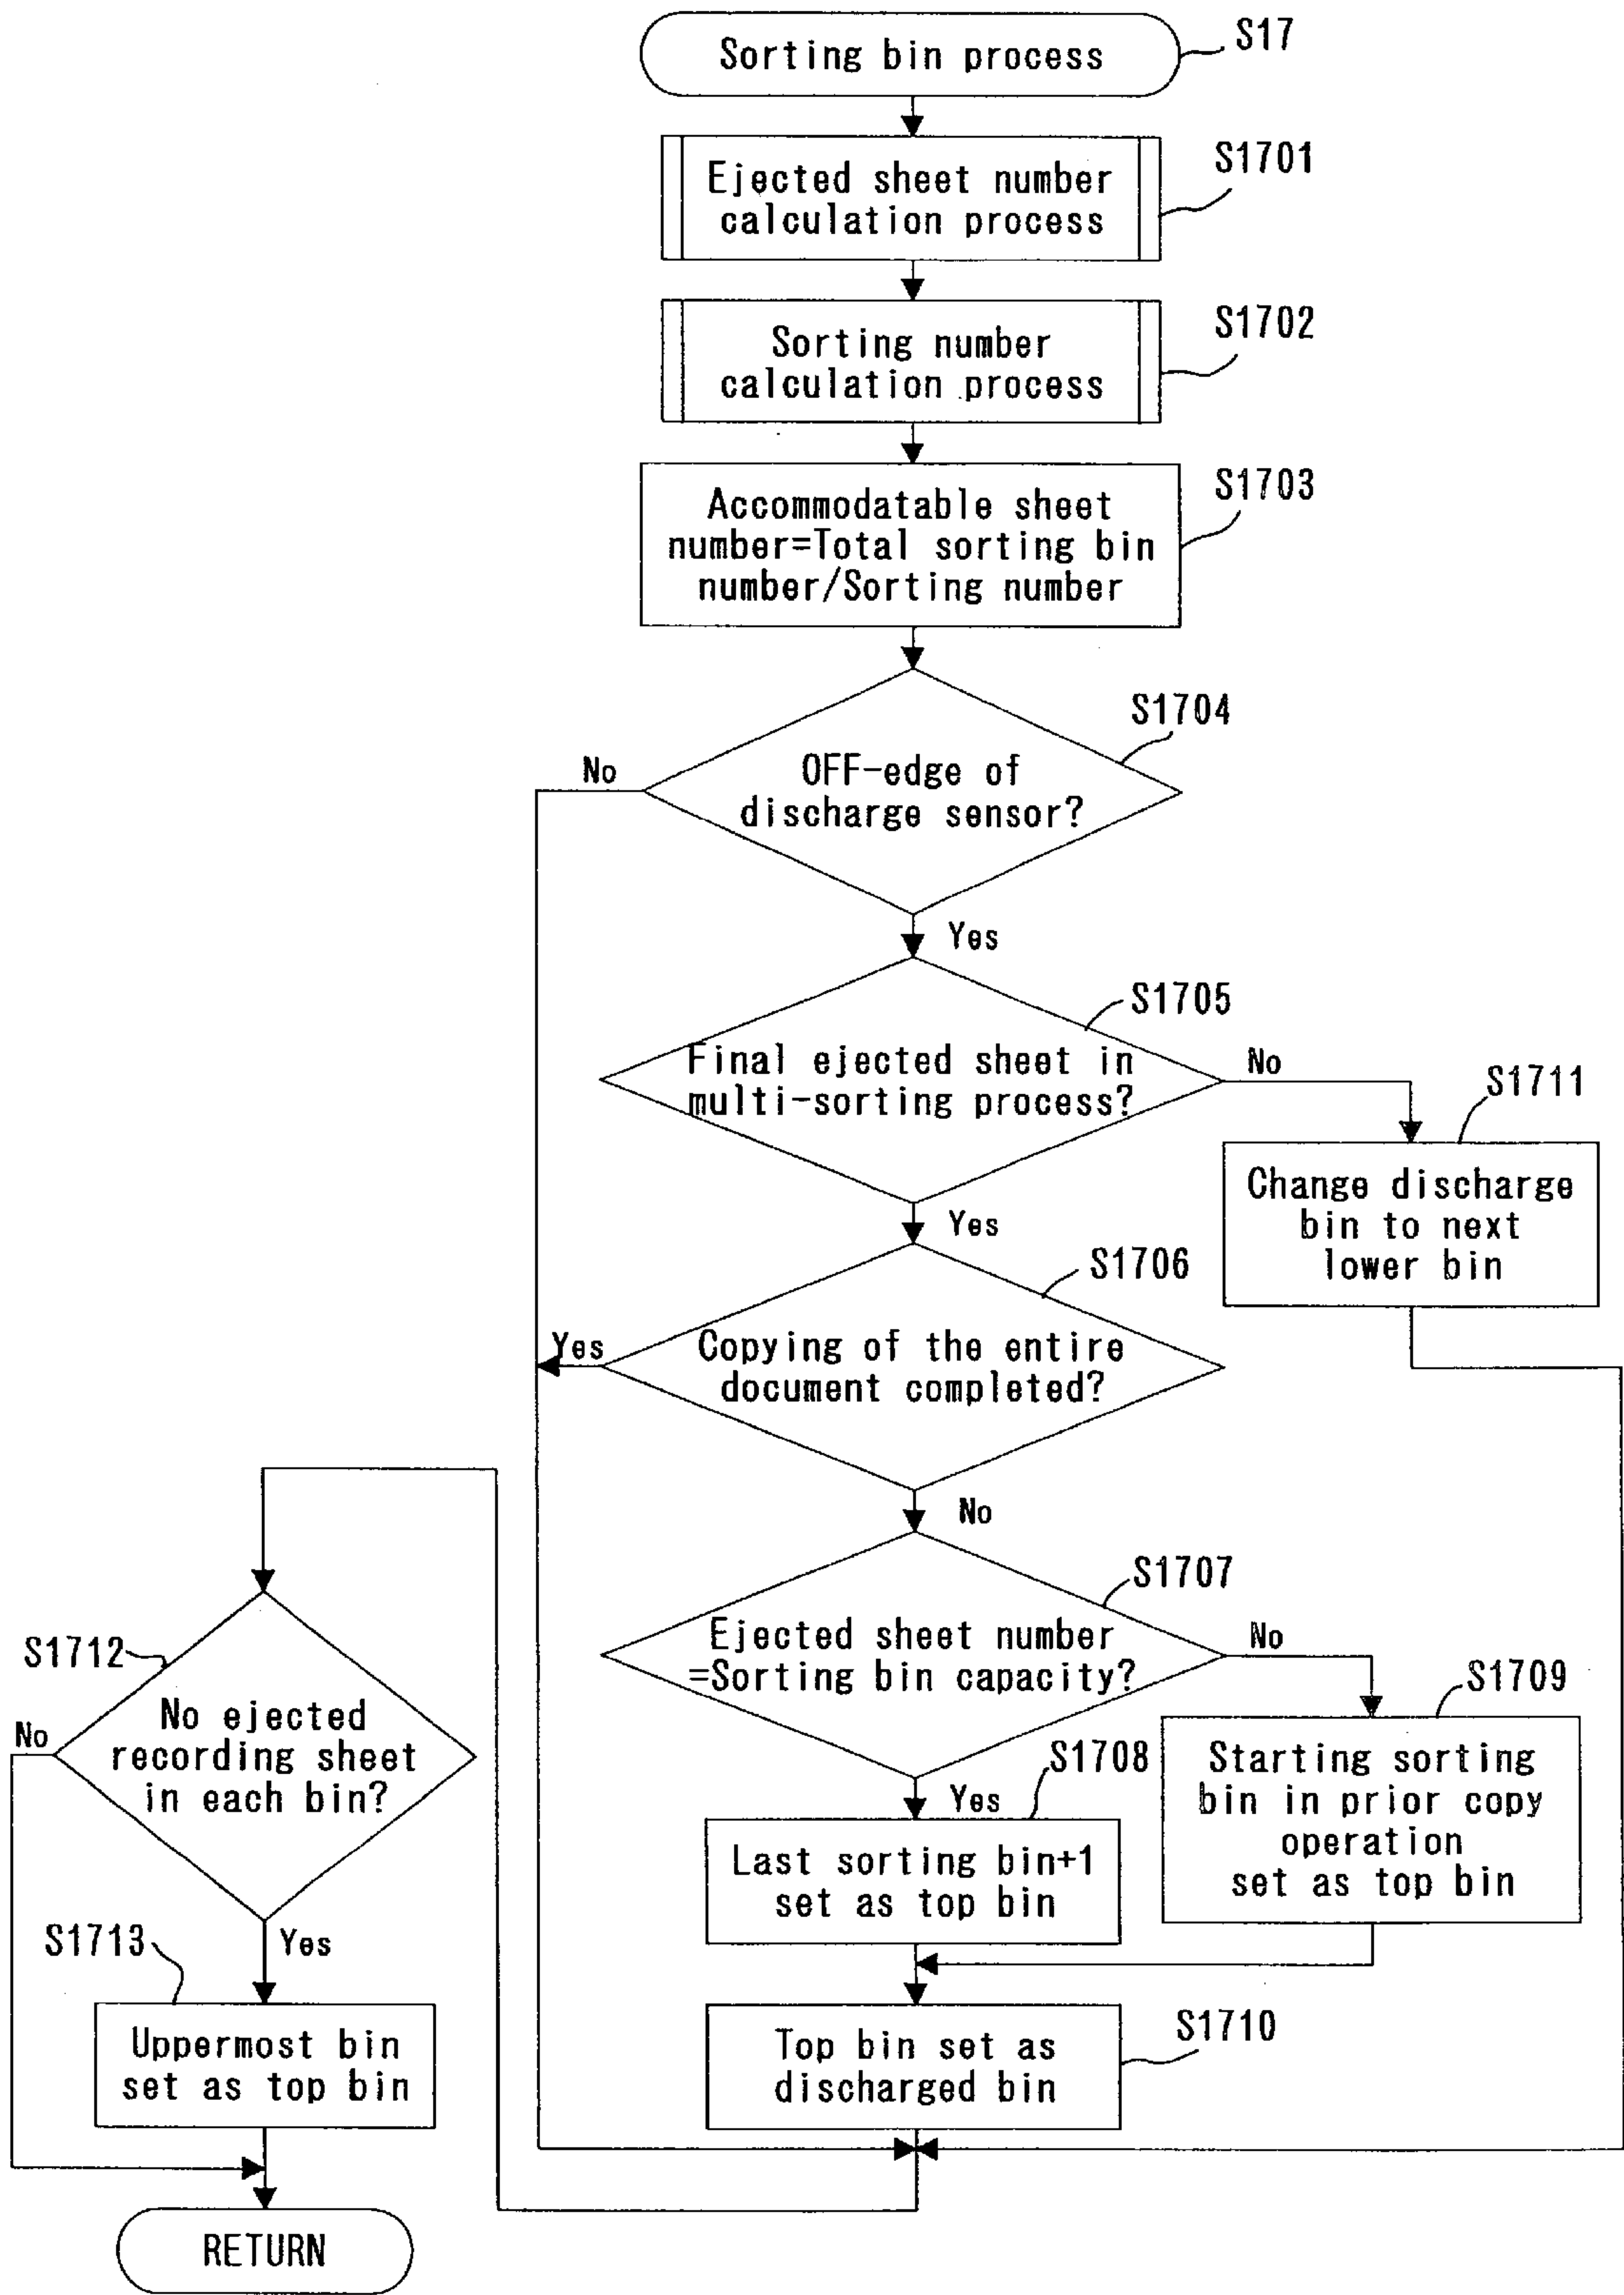 Sorting bin process
S17
Ejected sheet number
calculation process
S1701
Sorting number
calculation process
S1702
Accommodatable sheet
number=Total sorting bin
number/Sorting number
S1703
OFF-edge of
discharge sensor?
S1704
No
Yes
Final ejected sheet in
multi-sorting process?
S1705
No
Yes
Change discharge
bin to next
lower bin
S1711
Copying of the entire
document completed?
S1706
Yes
No
Ejected sheet number
=Sorting bin capacity?
S1707
No
Yes
Last sorting bin+1
set as top bin
S1708
Starting sorting
bin in prior copy
operation
set as top bin
S1709
Top bin set as
discharged bin
S1710
No ejected
recording sheet
in each bin?
S1712
No
Yes
Uppermost bin
set as top bin
S1713
RETURN